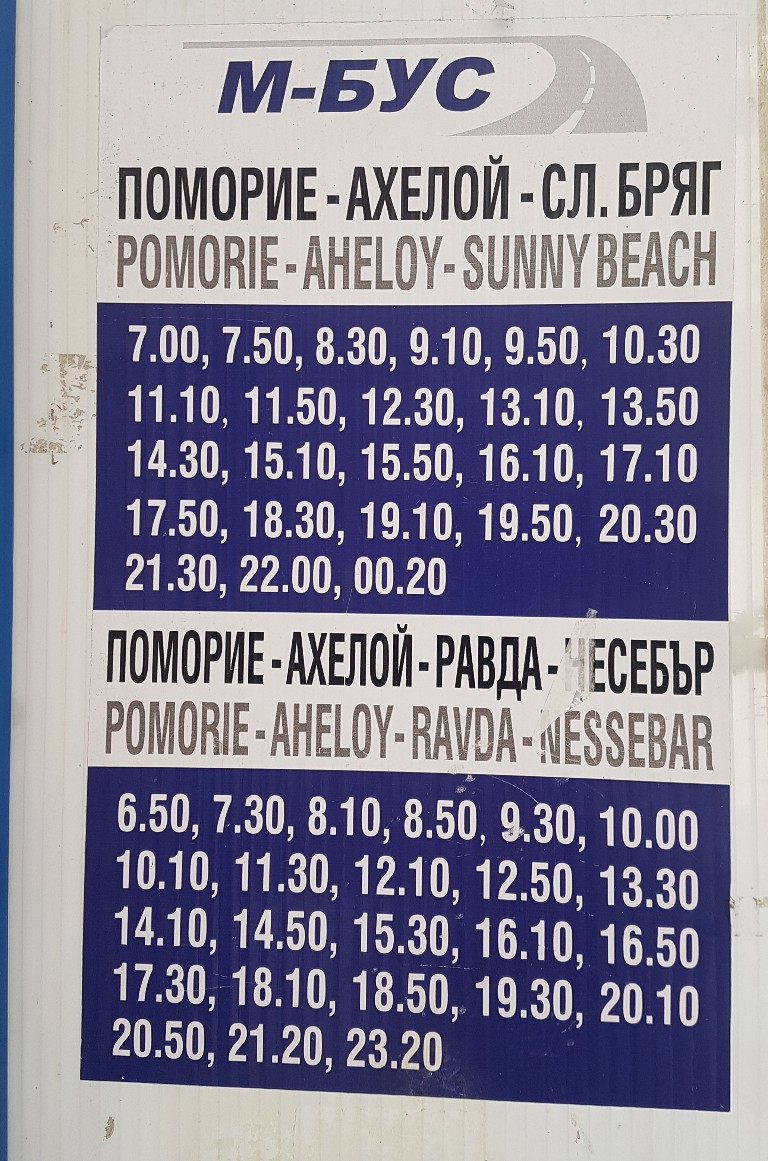 М-БУС
ПОМОРИЕ - АХЕЛОЙ - СЛ. БРЯГ
POMORIE - AHELOY - SUNNY BEACH
7.00, 7.50, 8.30, 9.10, 9.50, 10.30
11.10, 11.50, 12.30, 13.10, 13.50
14.30, 15.10, 15.50, 16.10, 17.10
17.50, 18.30, 19.10, 19.50, 20.30
21.30, 22.00, 00.20
ПОМОРИЕ - АХЕЛОЙ - РАВДА - НЕСЕБЪР
POMORIE - AHELOY - RAVDA - NESSEBAR
6.50, 7.30, 8.10, 8.50, 9.30, 10.00
10.10, 11.30, 12.10, 12.50, 13.30
14.10, 14.50, 15.30, 16.10, 16.50
17.30, 18.10, 18.50, 19.30, 20.10
20.50, 21.20, 23.20